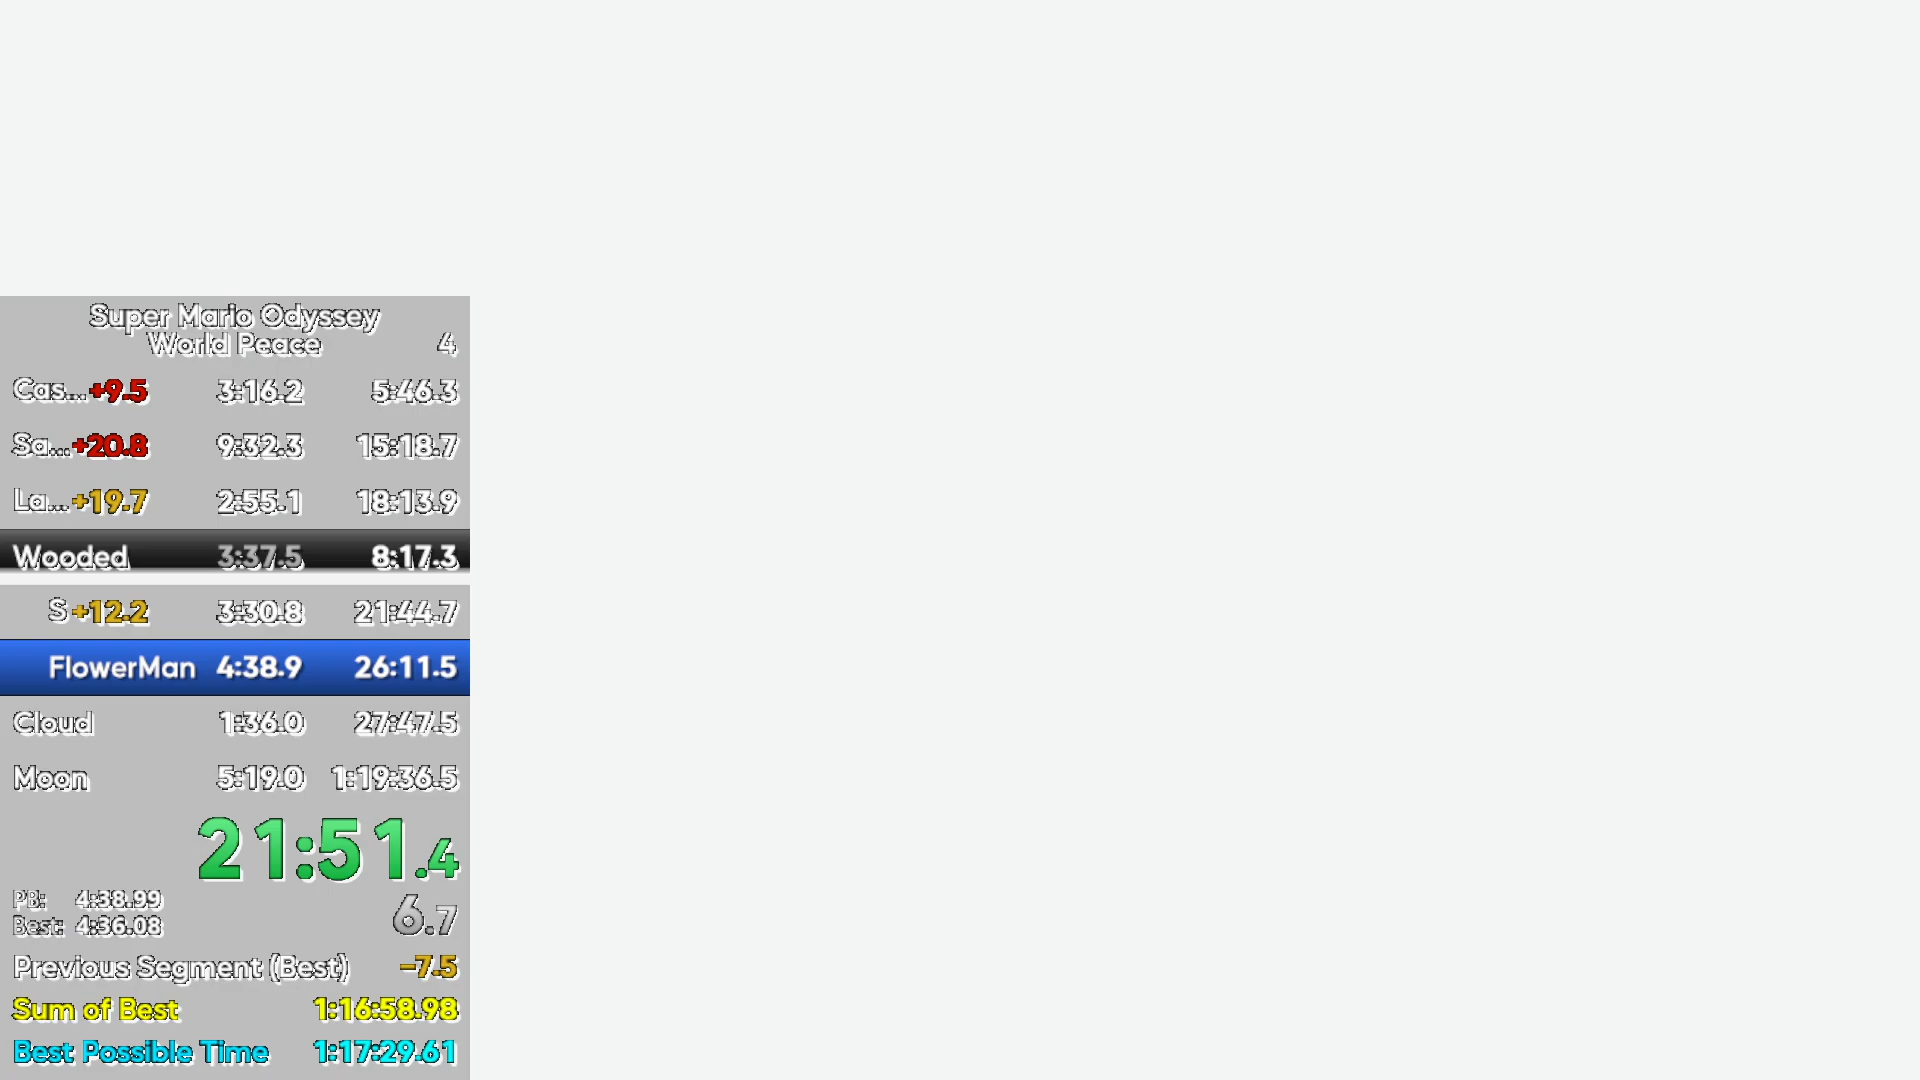 Super Mario Odyssey
World Peace 4
Cas... +9.5 3:16.2 5:46.3
Sa... +20.8 9:32.3 15:18.7
La... +19.7 2:55.1 18:13.9
Wooded 3:37.5 8:17.3
S +12.2 3:30.8 21:44.7
FlowerMan 4:38.9 26:11.5
Cloud 1:36.0 27:47.5
Moon 5:19.0 1:19:36.5
21:51.4
PB: 4:38.99
Best: 4:36.08
6.7
Previous Segment (Best) -7.5
Sum of Best 1:16:58.98
Best Possible Time 1:17:29.61